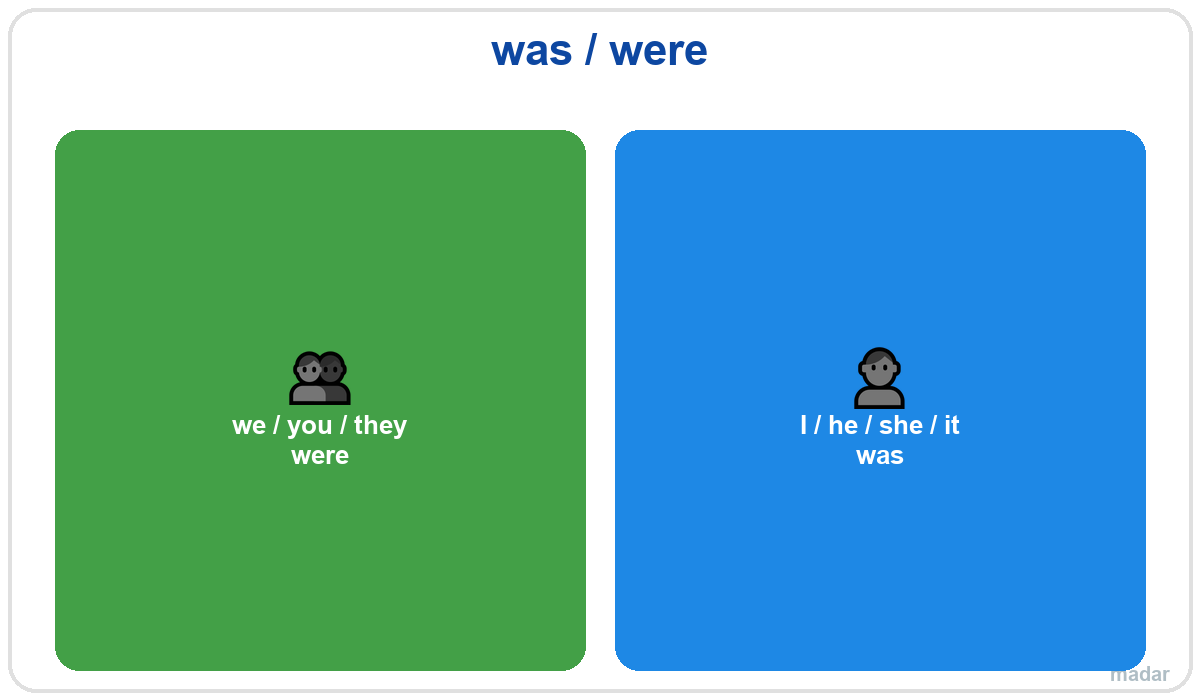 was / were
we / you / they
were
I / he / she / it
was
madar